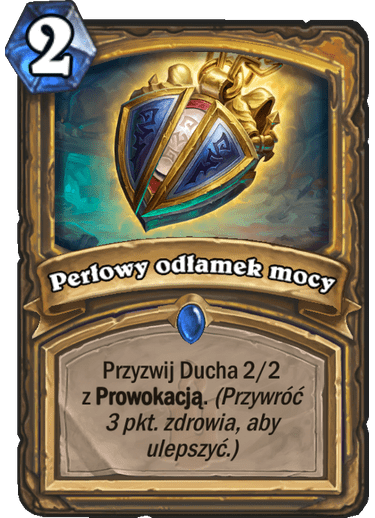 2
Perłowy odłamek mocy
Przyzwij Ducha 2/2
z Prowokacją. (Przywróć
3 pkt. zdrowia, aby
ulepszyć.)